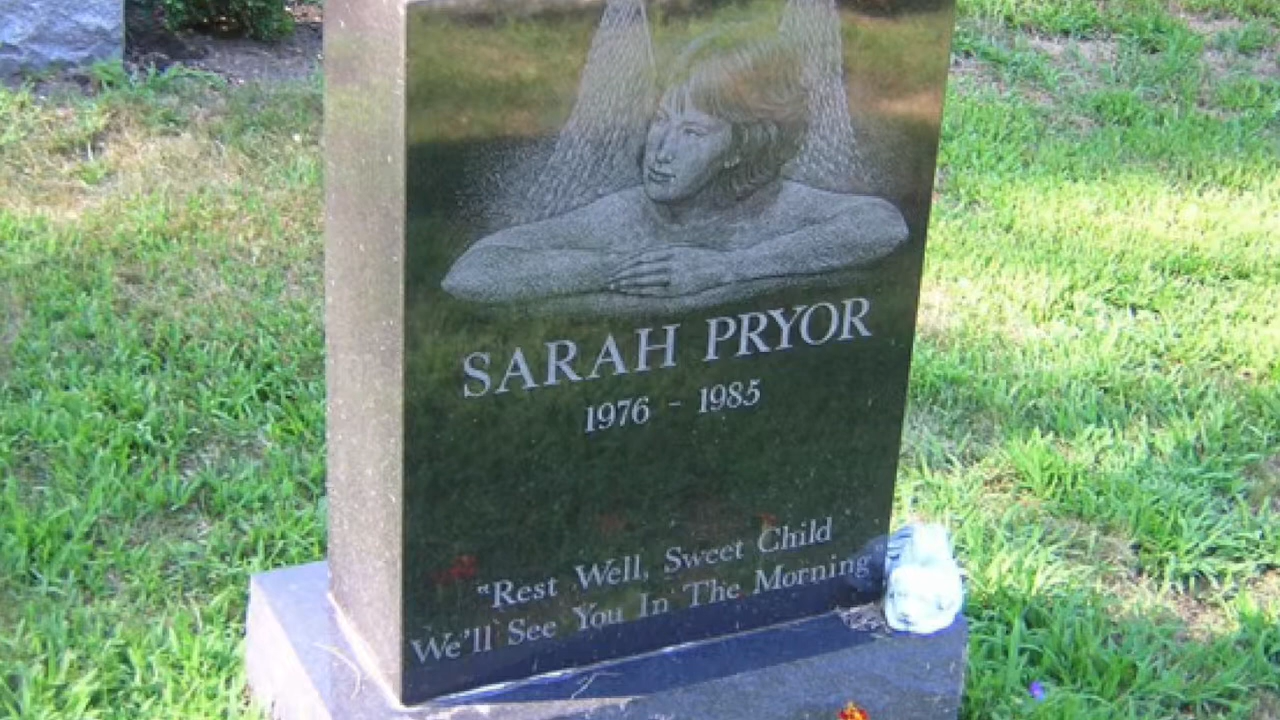 SARAH PRYOR
1976 - 1985
"Rest Well, Sweet Child
We'll See You In The Morning"